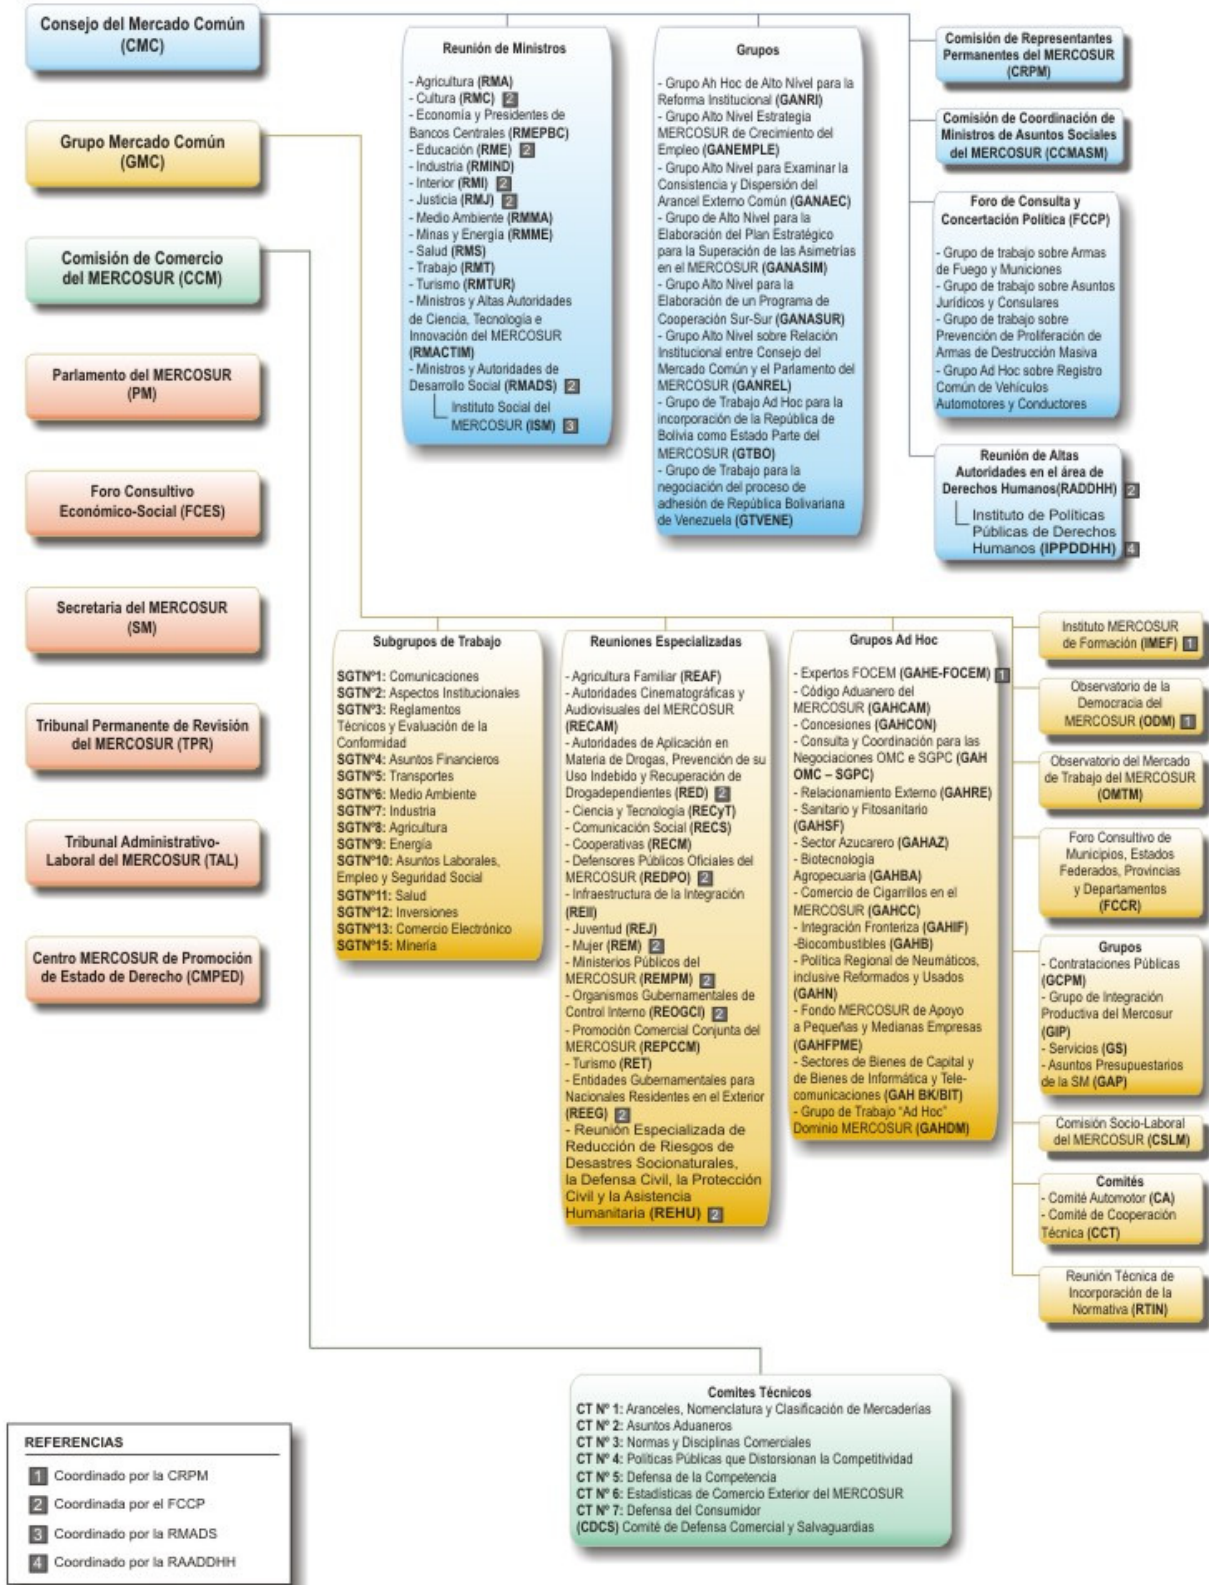 Consejo del Mercado Común
(CMC)
Grupo Mercado Común
(GMC)
Comisión de Comercio
del MERCOSUR (CCM)
Parlamento del MERCOSUR
(PM)
Foro Consultivo
Económico-Social (FCES)
Secretaria del MERCOSUR
(SM)
Tribunal Permanente de Revisión
del MERCOSUR (TPR)
Tribunal Administrativo-
Laboral del MERCOSUR (TAL)
Centro MERCOSUR de Promoción
de Estado de Derecho (CMPED)
Reunión de Ministros
- Agricultura (RMA)
- Cultura (RMC) 2
- Economía y Presidentes de
Bancos Centrales (RMEPBC)
- Educación (RME) 2
- Industria (RMIND)
- Interior (RMI) 2
- Justicia (RMJ) 2
- Medio Ambiente (RMMA)
- Minas y Energía (RMME)
- Salud (RMS)
- Trabajo (RMT)
- Turismo (RMTUR)
- Ministros y Altas Autoridades
de Ciencia, Tecnología e
Innovación del MERCOSUR
(RMACTIM)
- Ministros y Autoridades de
Desarrollo Social (RMADS) 2
Instituto Social del
MERCOSUR (ISM) 3
Grupos
- Grupo Ah Hoc de Alto Nível para la
Reforma Institucional (GANRI)
- Grupo Alto Nivel Estrategia
MERCOSUR de Crecimiento del
Empleo (GANEMPLE)
- Grupo Alto Nivel para Examinar la
Consistencia y Dispersión del
Arancel Externo Común (GANAEC)
- Grupo de Alto Nivel para la
Elaboración del Plan Estratégico
para la Superación de las Asimetrías
en el MERCOSUR (GANASIM)
- Grupo Alto Nivel para la
Elaboración de un Programa de
Cooperación Sur-Sur (GANASUR)
- Grupo Alto Nivel sobre Relación
Institucional entre Consejo del
Mercado Común y el Parlamento del
MERCOSUR (GANREL)
- Grupo de Trabajo Ad Hoc para la
incorporación de la República de
Bolivia como Estado Parte del
MERCOSUR (GTBO)
- Grupo de Trabajo para la
negociación del proceso de
adhesión de República Bolivariana
de Venezuela (GTVENE)
Comisión de Representantes
Permanentes del MERCOSUR
(CRPM)
Comisión de Coordinación de
Ministros de Asuntos Sociales
del MERCOSUR (CCMASM)
Foro de Consulta y
Concertación Política (FCCP)
- Grupo de trabajo sobre Armas
de Fuego y Municiones
- Grupo de trabajo sobre Asuntos
Jurídicos y Consulares
- Grupo de trabajo sobre
Prevención de Proliferación de
Armas de Destrucción Masiva
- Grupo Ad Hoc sobre Registro
Común de Vehículos
Automotores y Conductores
Reunión de Altas
Autoridades en el área de
Derechos Humanos(RADDHH) 2
Instituto de Políticas
Públicas de Derechos
Humanos (IPPDDHH) 4
Subgrupos de Trabajo
SGTNº1: Comunicaciones
SGTNº2: Aspectos Institucionales
SGTNº3: Reglamentos
Técnicos y Evaluación de la
Conformidad
SGTNº4: Asuntos Financieros
SGTNº5: Transportes
SGTNº6: Medio Ambiente
SGTNº7: Industria
SGTNº8: Agricultura
SGTNº9: Energía
SGTNº10: Asuntos Laborales,
Empleo y Seguridad Social
SGTNº11: Salud
SGTNº12: Inversiones
SGTNº13: Comercio Electrónico
SGTNº15: Minería
Reuniones Especializadas
- Agricultura Familiar (REAF)
- Autoridades Cinematográficas y
Audiovisuales del MERCOSUR
(RECAM)
- Autoridades de Aplicación en
Materia de Drogas, Prevención de su
Uso Indebido y Recuperación de
Drogadependientes (RED) 2
- Ciencia y Tecnología (RECyT)
- Comunicación Social (RECS)
- Cooperativas (RECM)
- Defensores Públicos Oficiales del
MERCOSUR (REDPO) 2
- Infraestructura de la Integración
(REII)
- Juventud (REJ)
- Mujer (REM) 2
- Ministerios Públicos del
MERCOSUR (REMPM) 2
- Organismos Gubernamentales de
Control Interno (REOGCI) 2
- Promoción Comercial Conjunta del
MERCOSUR (REPCCM)
- Turismo (RET)
- Entidades Gubernamentales para
Nacionales Residentes en el Exterior
(REEG) 2
- Reunión Especializada de
Reducción de Riesgos de
Desastres Socionaturales,
la Defensa Civil, la Protección
Civil y la Asistencia
Humanitaria (REHU) 2
Grupos Ad Hoc
- Expertos FOCEM (GAHE-FOCEM) 1
- Código Aduanero del
MERCOSUR (GAHCAM)
- Concesiones (GAHCON)
- Consulta y Coordinación para las
Negociaciones OMC e SGPC (GAH
OMC – SGPC)
- Relacionamiento Externo (GAHRE)
- Sanitario y Fitosanitario
(GAHSF)
- Sector Azucarero (GAHAZ)
- Biotecnología
Agropecuaria (GAHBA)
- Comercio de Cigarrillos en el
MERCOSUR (GAHCC)
- Integración Fronteriza (GAHIF)
-Biocombustibles (GAHB)
- Política Regional de Neumáticos,
inclusive Reformados y Usados
(GAHN)
- Fondo MERCOSUR de Apoyo
a Pequeñas y Medianas Empresas
(GAHFPME)
- Sectores de Bienes de Capital y
de Bienes de Informática y Tele-
comunicaciones (GAH BK/BIT)
- Grupo de Trabajo "Ad Hoc"
Dominio MERCOSUR (GAHDM)
Instituto MERCOSUR
de Formación (IMEF) 1
Observatorio de la
Democracia del
MERCOSUR (ODM) 1
Observatorio del Mercado
de Trabajo del MERCOSUR
(OMTM)
Foro Consultivo de
Municipios, Estados
Federados, Provincias
y Departamentos
(FCCR)
Grupos
- Contrataciones Públicas
(GCPM)
- Grupo de Integración
Productiva del Mercosur
(GIP)
- Servicios (GS)
- Asuntos Presupuestarios
de la SM (GAP)
Comisión Socio-Laboral
del MERCOSUR (CSLM)
Comités
- Comité Automotor (CA)
- Comité de Cooperación
Técnica (CCT)
Reunión Técnica de
Incorporación de la
Normativa (RTIN)
Comites Técnicos
CT Nº 1: Aranceles, Nomenclatura y Clasificación de Mercaderías
CT Nº 2: Asuntos Aduaneros
CT Nº 3: Normas y Disciplinas Comerciales
CT Nº 4: Políticas Públicas que Distorsionan la Competitividad
CT Nº 5: Defensa de la Competencia
CT Nº 6: Estadísticas de Comercio Exterior del MERCOSUR
CT Nº 7: Defensa del Consumidor
(CDCS) Comité de Defensa Comercial y Salvaguardias
REFERENCIAS
1 Coordinado por la CRPM
2 Coordinada por el FCCP
3 Coordinado por la RMADS
4 Coordinado por la RAADDHH